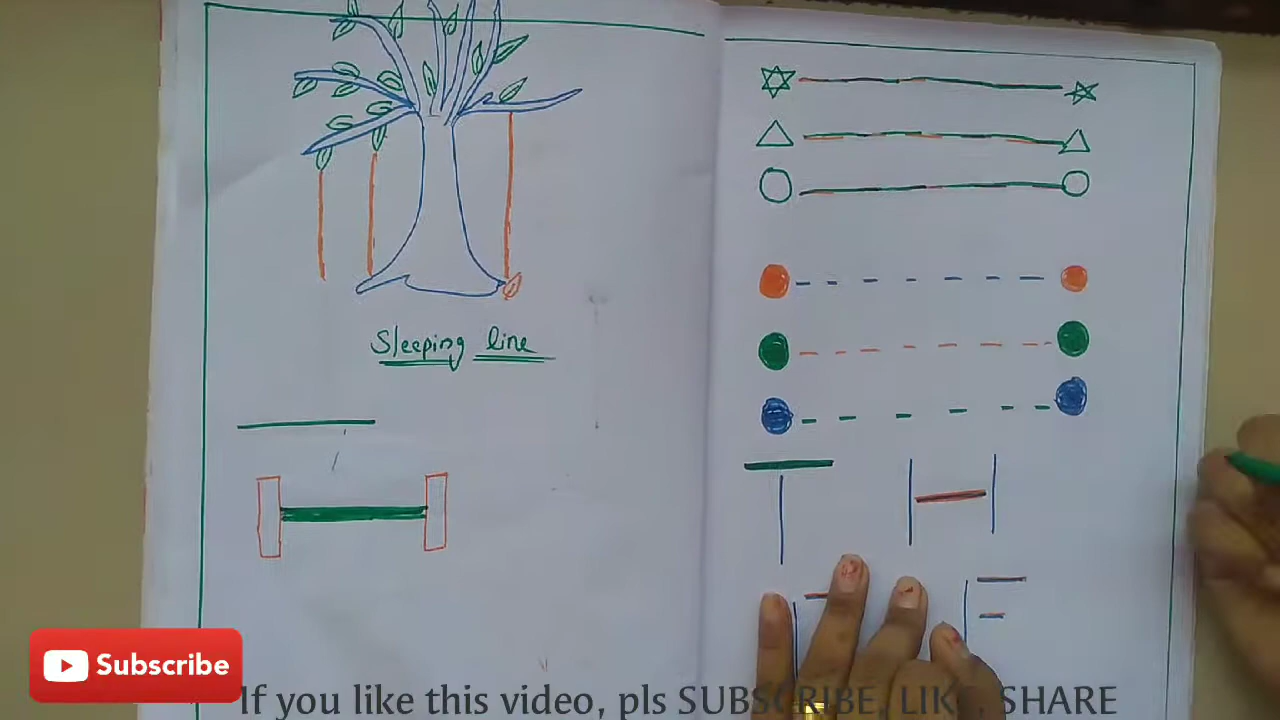 Sleeping line
T H
F
Subscribe
If you like this video, pls SUBSCRIBE, LIKE, SHARE